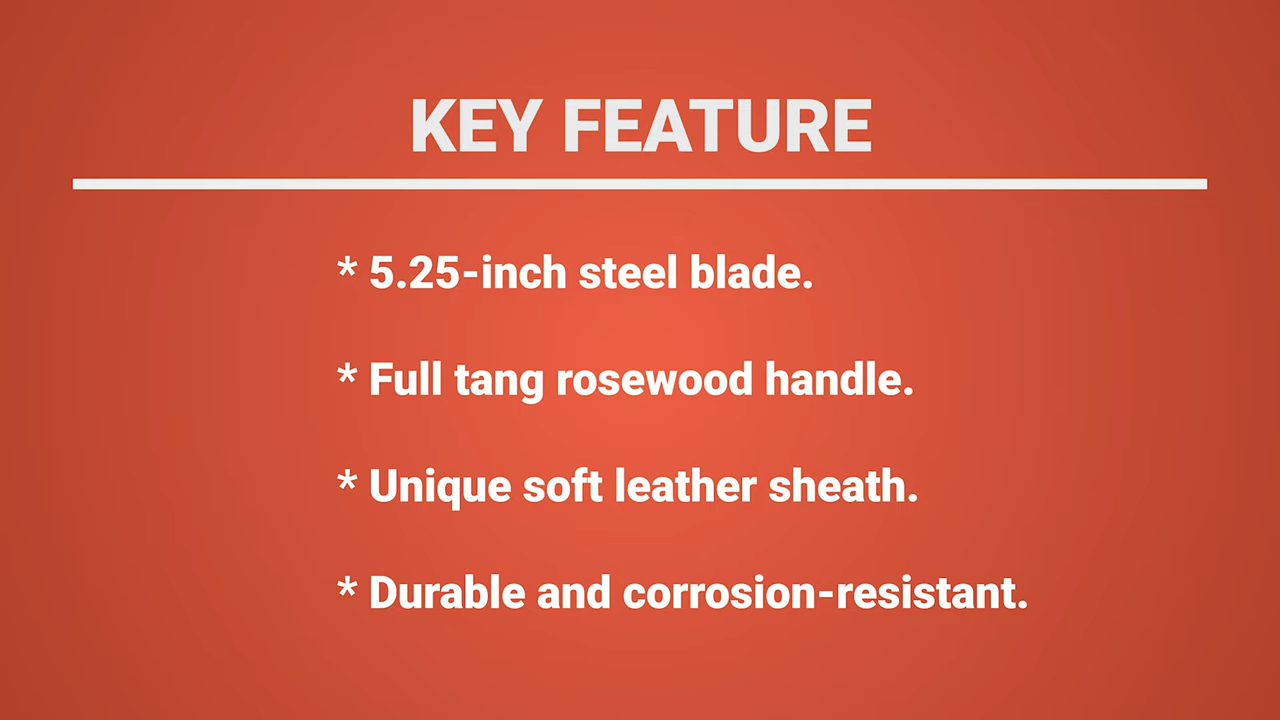 KEY FEATURE
* 5.25-inch steel blade.
* Full tang rosewood handle.
* Unique soft leather sheath.
* Durable and corrosion-resistant.